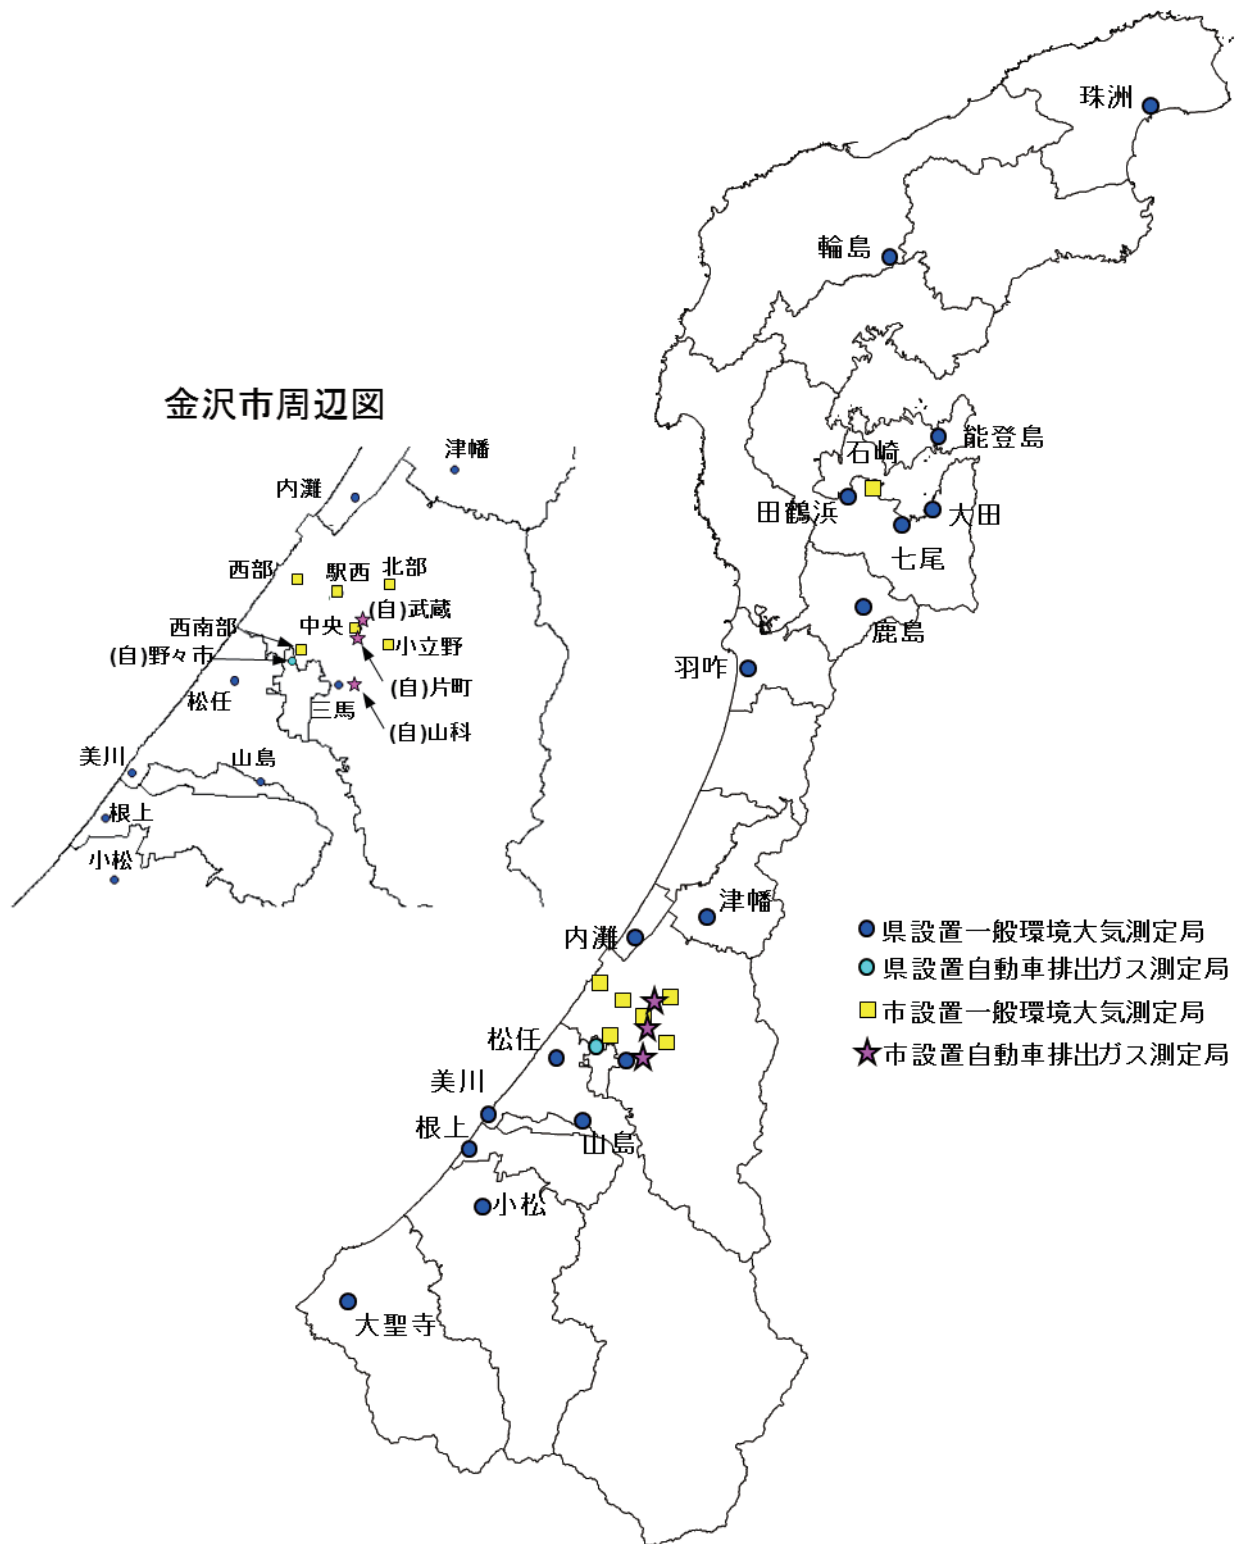 珠洲
輪島
能登島
石崎
田鶴浜
大田
七尾
鹿島
羽咋
金沢市周辺図
津幡
内灘
西部
駅西
北部
(自)武蔵
中央
西南部
小立野
(自)野々市
(自)片町
松任
三馬
(自)山科
美川
山島
根上
小松
津幡
内灘
松任
美川
根上
山島
小松
大聖寺
県設置一般環境大気測定局
県設置自動車排出ガス測定局
市設置一般環境大気測定局
市設置自動車排出ガス測定局